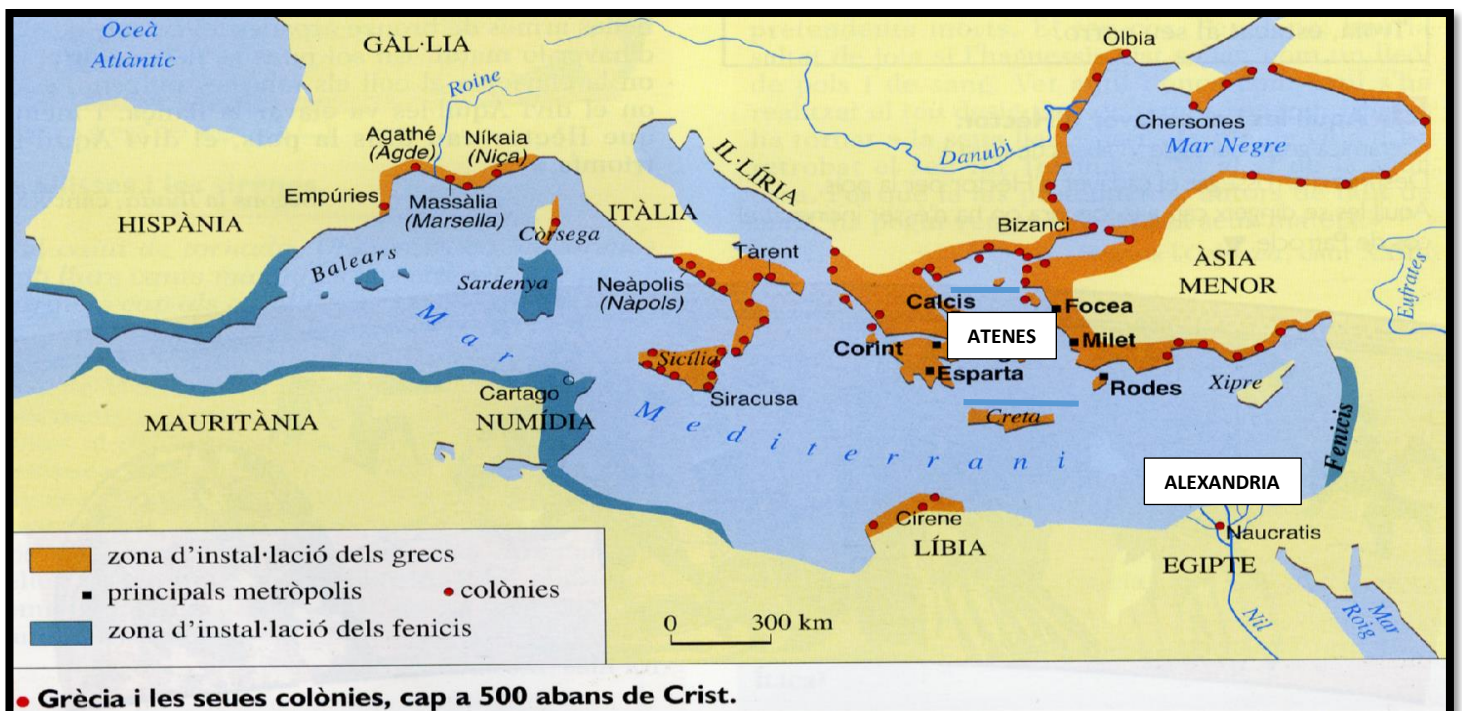 Oceà
Atlàntic
GÀL·LIA
Roine
Agathé
(Agde)
Níkaia
(Niça)
Empúries
Massàlia
(Marsella)
HISPÀNIA
Balears
Còrsega
Sardenya
ITÀLIA
IL·LÍRIA
Danubi
Òlbia
Chersones
Mar Negre
Bizanci
Tàrent
Neàpolis
(Nàpols)
ÀSIA
MENOR
Eufrates
Calcis
Focea
ATENES
Corint
Milet
Esparta
Rodes
Sicília
Siracusa
Xipre
Creta
Cartago
MAURITÀNIA
NUMÍDIA
Mar
Mediterrani
Fenicis
ALEXANDRIA
Cirene
LÍBIA
Naucratis
EGIPTE
Nil
Mar
Roig
zona d'instal·lació dels grecs
principals metròpolis
colònies
zona d'instal·lació dels fenicis
0 300 km
Grècia i les seues colònies, cap a 500 abans de Crist.